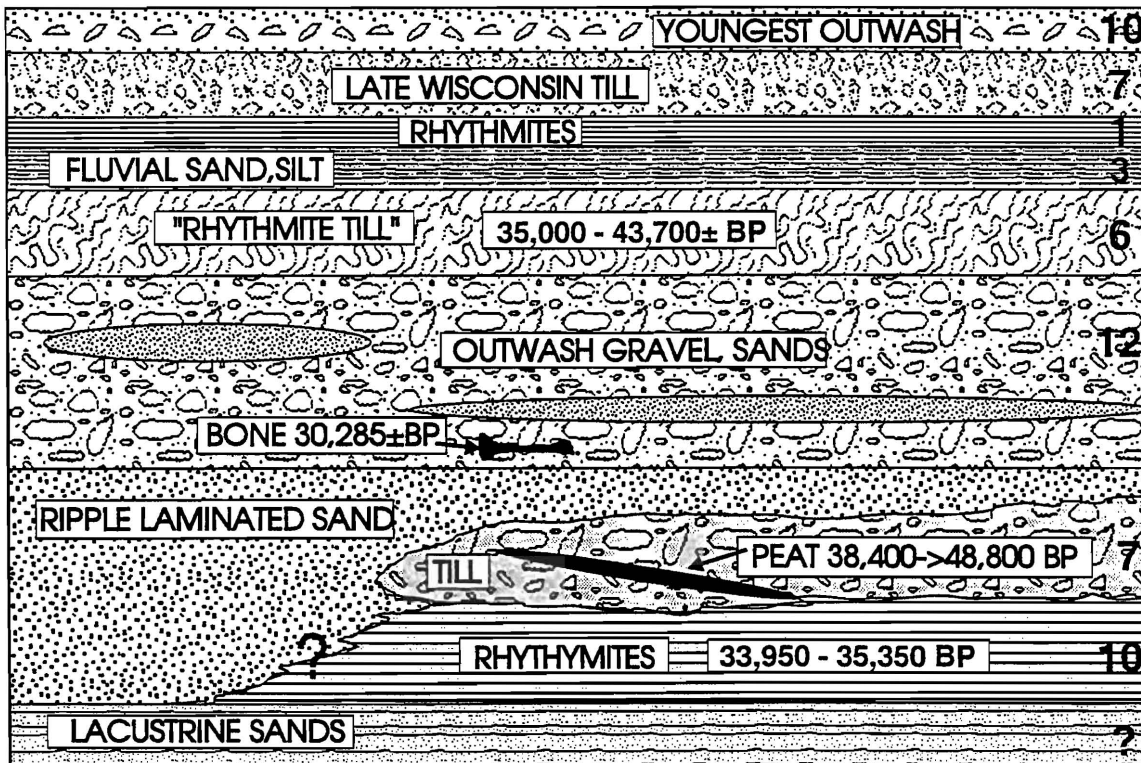 YOUNGEST OUTWASH 10
LATE WISCONSIN TILL 7
RHYTHMITES 1
FLUVIAL SAND,SILT 3
"RHYTHMITE TILL" 35,000 - 43,700± BP 6
OUTWASH GRAVEL, SANDS 12
BONE 30,285±BP
RIPPLE LAMINATED SAND
PEAT 38,400->48,800 BP 7
TILL
?
RHYTHYMITES 33,950 - 35,350 BP 10
LACUSTRINE SANDS ?